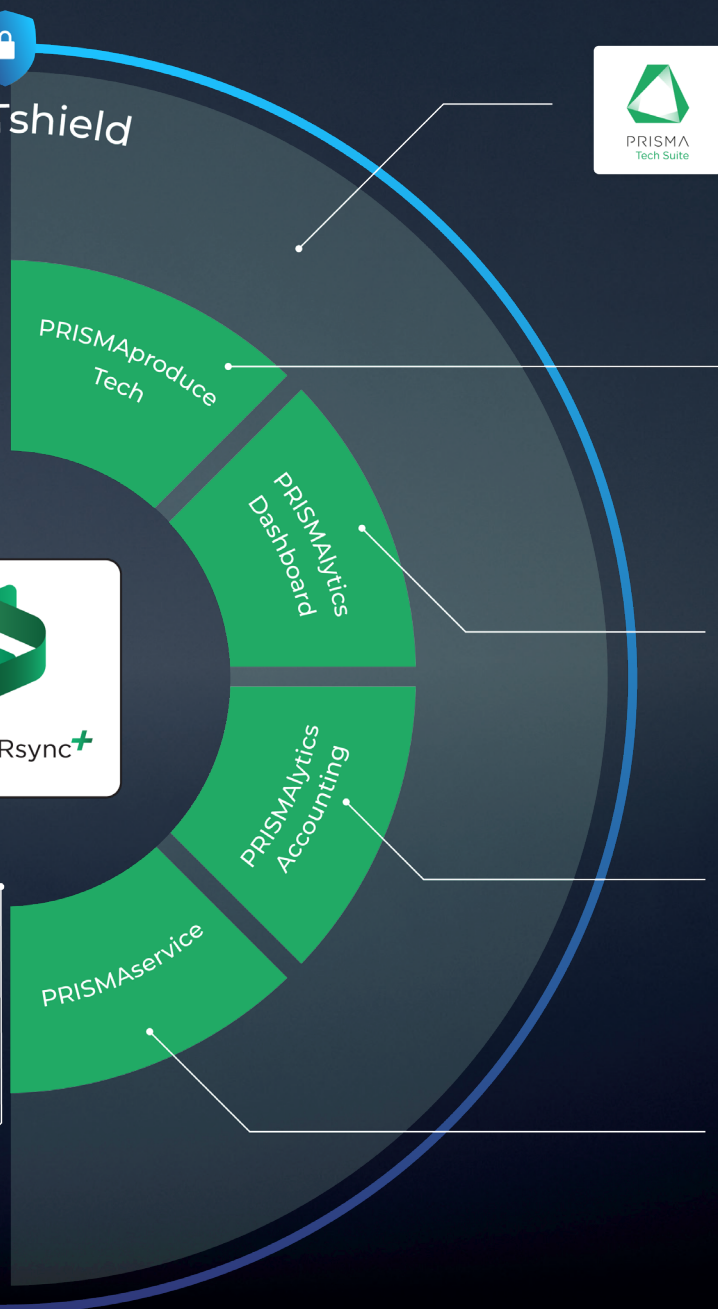 Tshield
PRISMA
Tech Suite
PRISMAproduce
Tech
PRISMAlytics
Dashboard
Rsync+
PRISMAlytics
Accounting
PRISMAservice